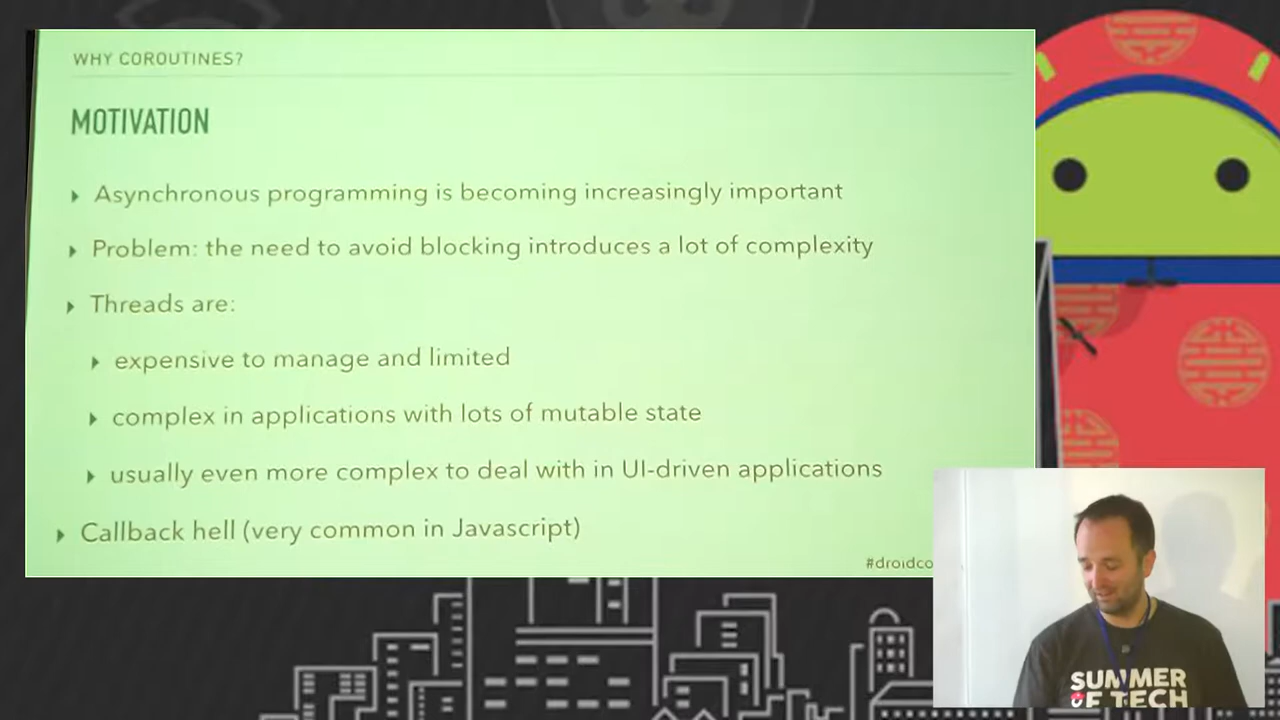 WHY COROUTINES?
MOTIVATION
Asynchronous programming is becoming increasingly important
Problem: the need to avoid blocking introduces a lot of complexity
Threads are:
expensive to manage and limited
complex in applications with lots of mutable state
usually even more complex to deal with in UI-driven applications
Callback hell (very common in Javascript)
#droidco
SUMMER
OF TECH